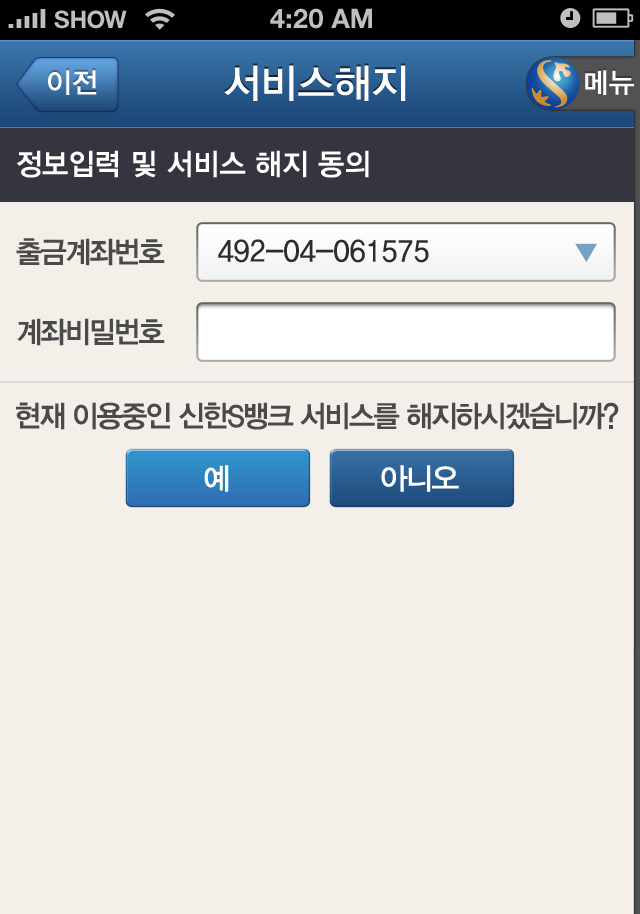 SHOW 4:20 AM
이전 서비스해지 메뉴
정보입력 및 서비스 해지 동의
출금계좌번호 492-04-061575
계좌비밀번호
현재 이용중인 신한S뱅크 서비스를 해지하시겠습니까?
예 아니오